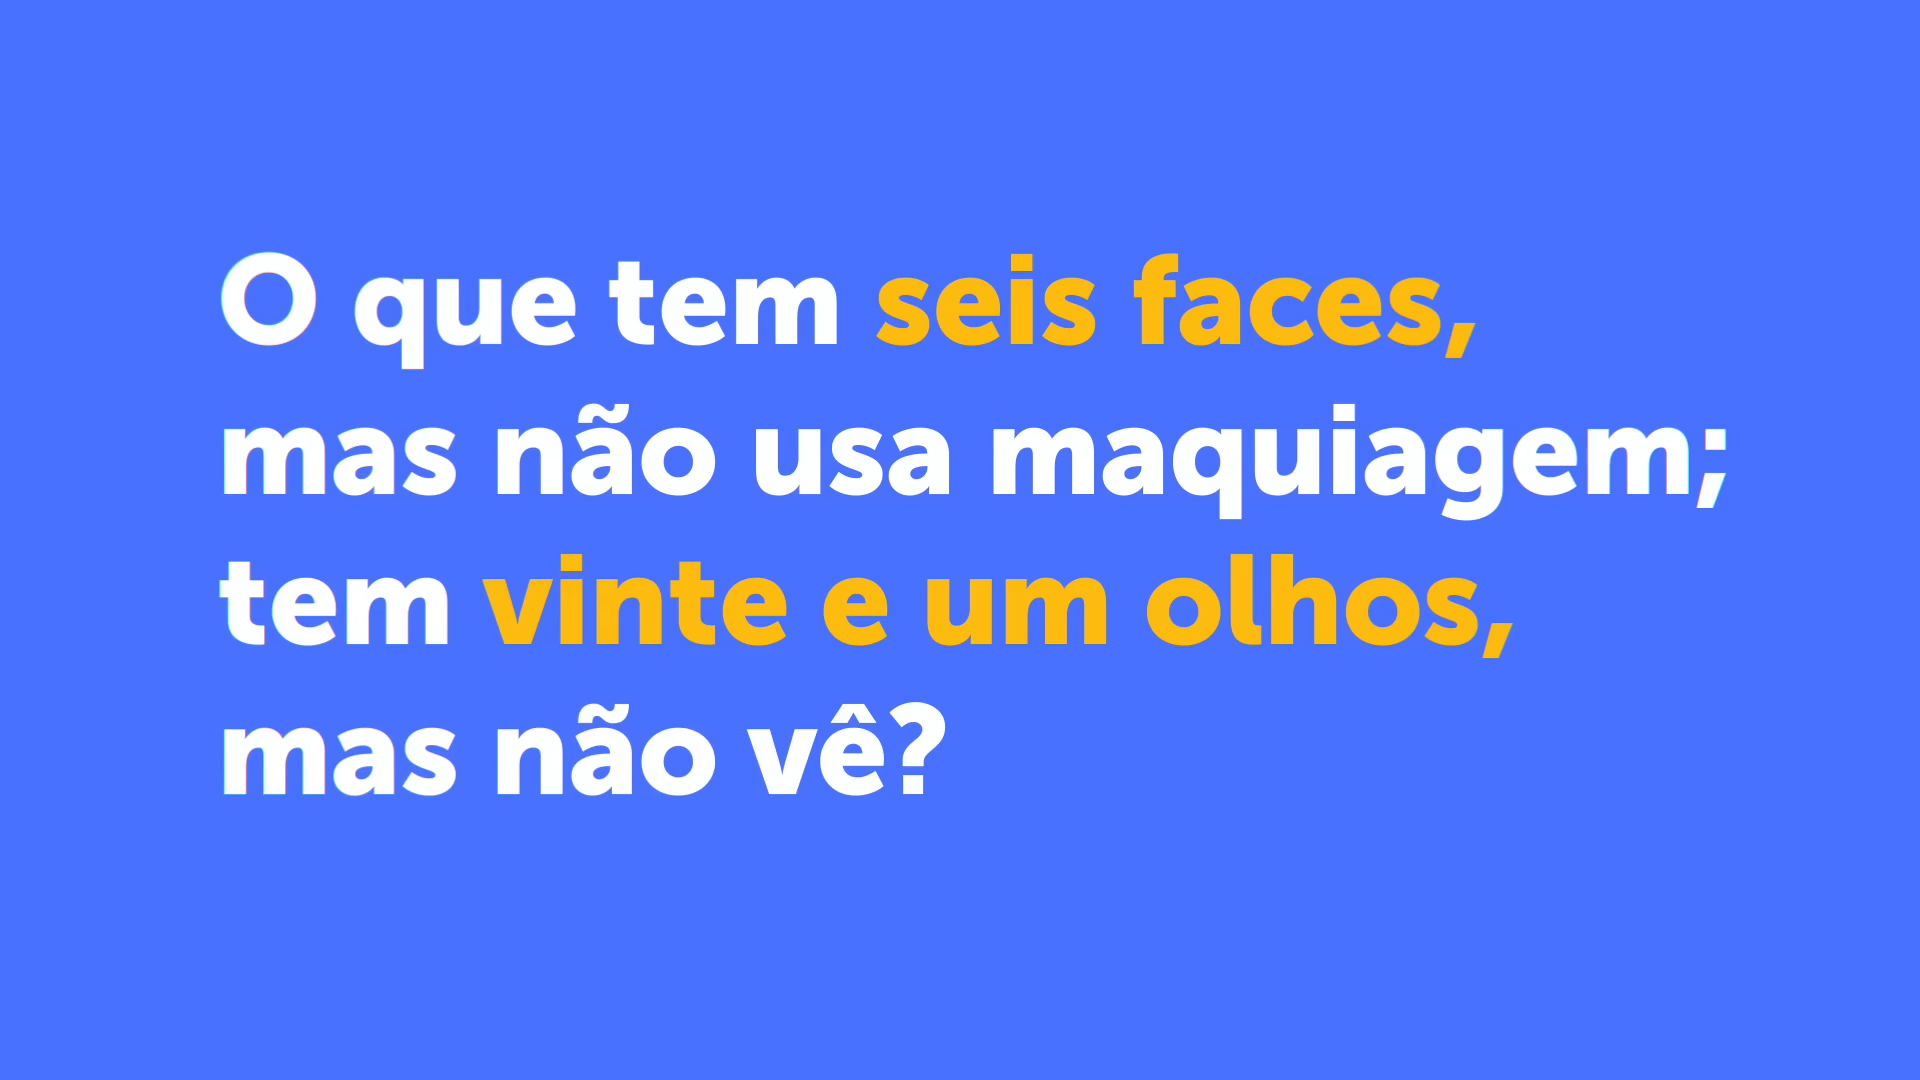 O que tem seis faces,
mas não usa maquiagem;
tem vinte e um olhos,
mas não vê?